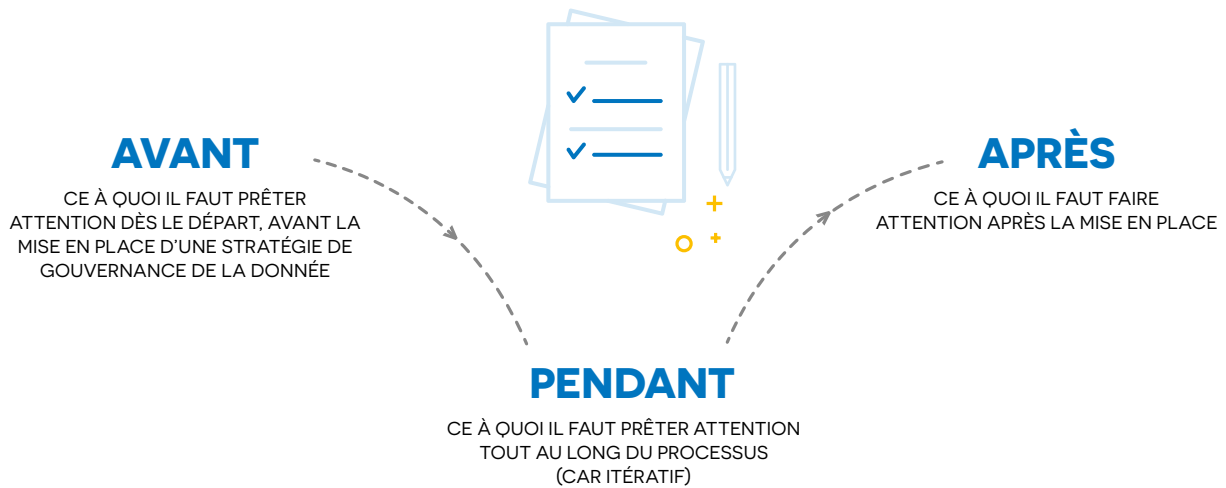 AVANT
CE À QUOI IL FAUT PRÊTER
ATTENTION DÈS LE DÉPART, AVANT LA
MISE EN PLACE D'UNE STRATÉGIE DE
GOUVERNANCE DE LA DONNÉE
PENDANT
CE À QUOI IL FAUT PRÊTER ATTENTION
TOUT AU LONG DU PROCESSUS
(CAR ITÉRATIF)
APRÈS
CE À QUOI IL FAUT FAIRE
ATTENTION APRÈS LA MISE EN PLACE